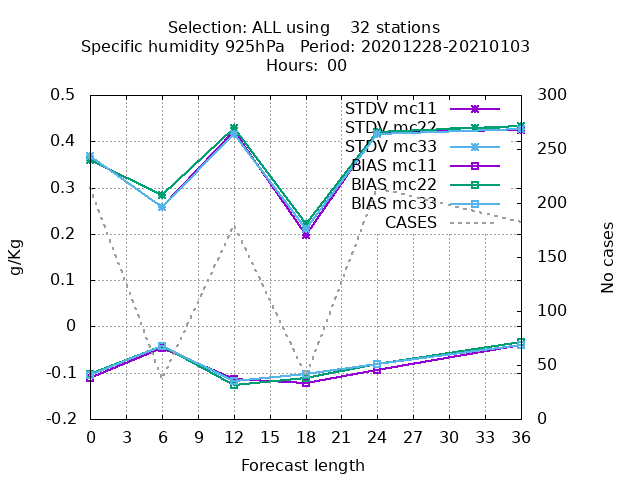 Selection: ALL using 32 stations
Specific humidity 925hPa Period: 20201228-20210103
Hours: 00
STDV mc11
STDV mc22
STDV mc33
BIAS mc11
BIAS mc22
BIAS mc33
CASES
0.5
0.4
0.3
0.2
0.1
0
-0.1
-0.2
g/Kg
300
250
200
150
100
50
0
No cases
0 3 6 9 12 15 18 21 24 27 30 33 36
Forecast length